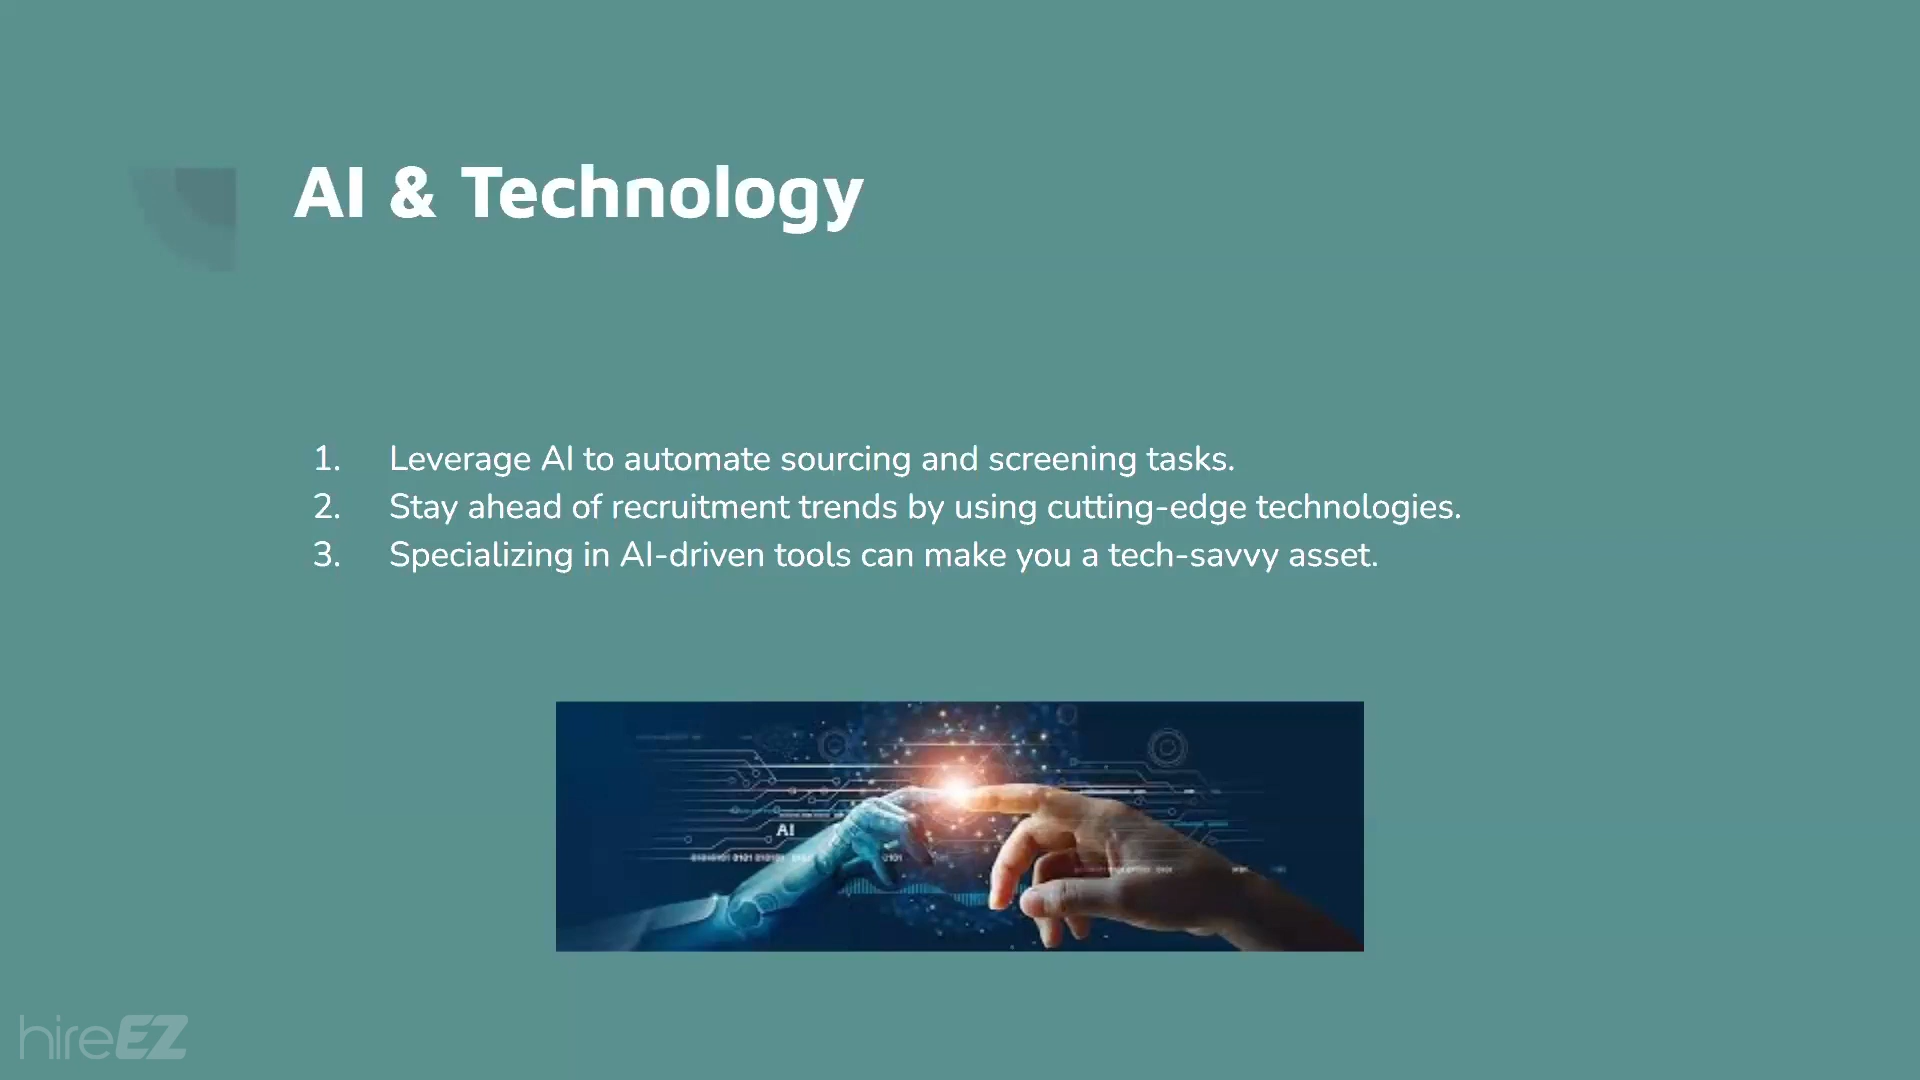 AI & Technology
1. Leverage AI to automate sourcing and screening tasks.
2. Stay ahead of recruitment trends by using cutting-edge technologies.
3. Specializing in AI-driven tools can make you a tech-savvy asset.
AI
0101
hireEZ